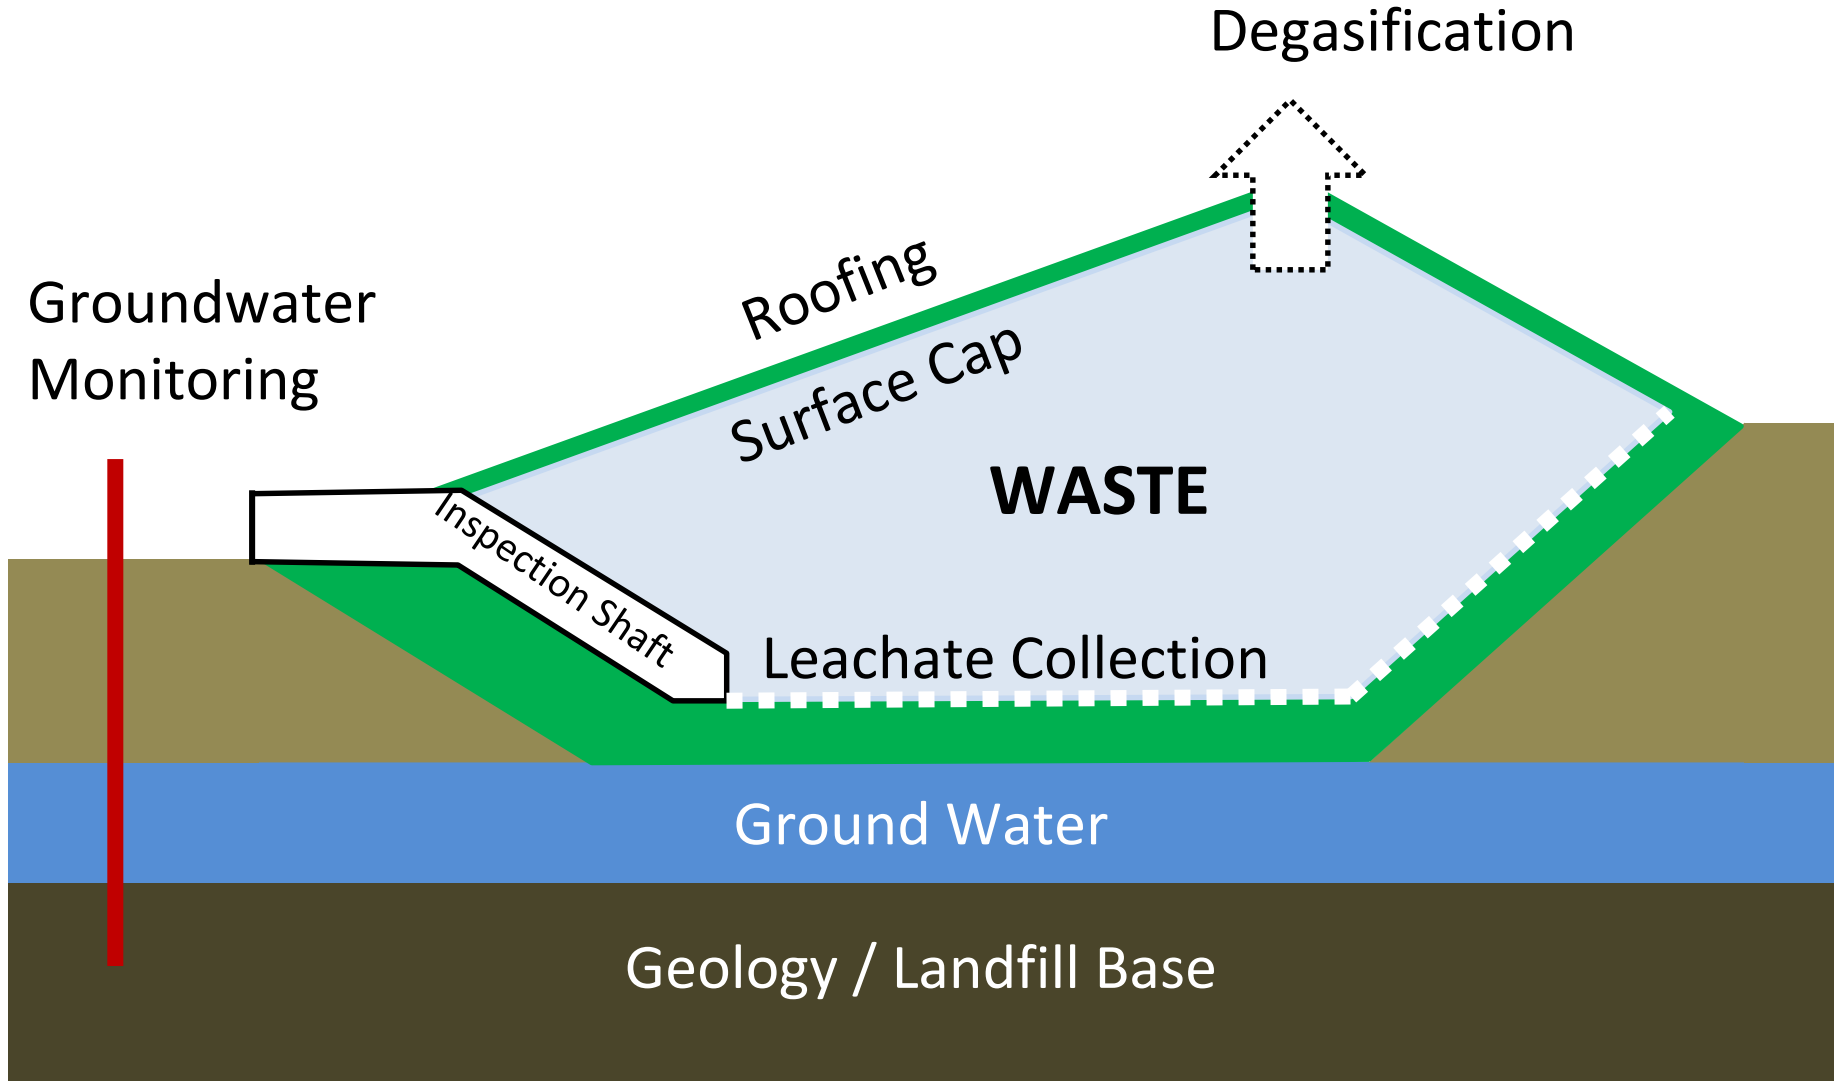 Degasification
Groundwater
Monitoring
Roofing
Surface Cap
WASTE
Inspection Shaft
Leachate Collection
Ground Water
Geology / Landfill Base